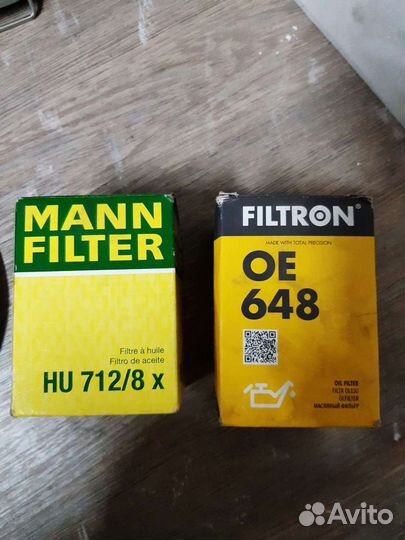 MANN
FILTER
Filtre à huile
Filtro de aceite
HU 712/8 x
FILTRON
MADE WITH TOTAL PRECISION
OE
648
OIL FILTER
FILTR OLEJU
ÖLFILTER
МАСЛЯНЫЙ ФИЛЬТР
Avito